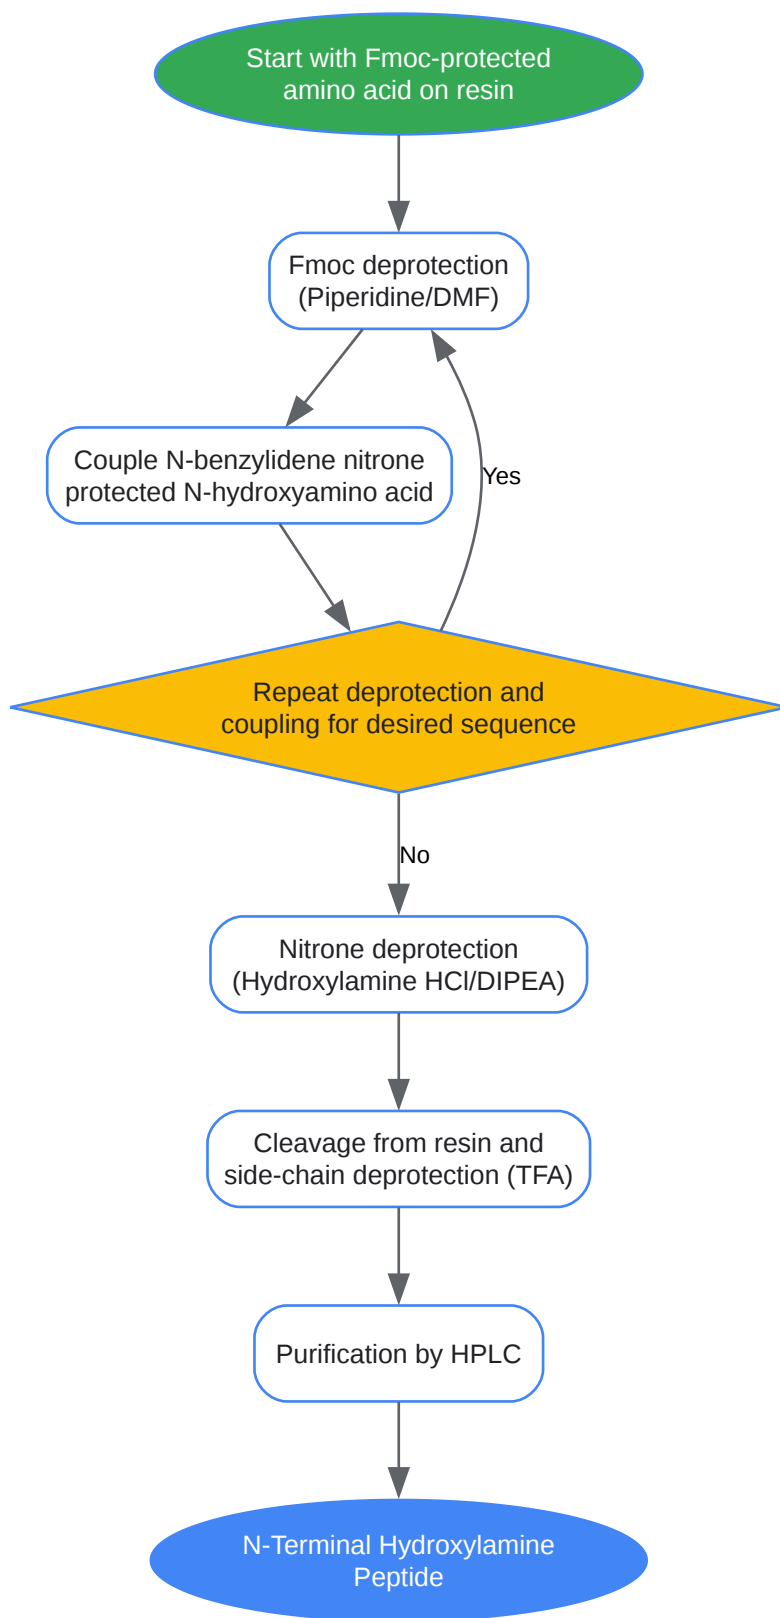 Start with Fmoc-protected
amino acid on resin
Fmoc deprotection
(Piperidine/DMF)
Couple N-benzylidene nitrone
protected N-hydroxyamino acid
Yes
Repeat deprotection and
coupling for desired sequence
No
Nitrone deprotection
(Hydroxylamine HCl/DIPEA)
Cleavage from resin and
side-chain deprotection (TFA)
Purification by HPLC
N-Terminal Hydroxylamine
Peptide